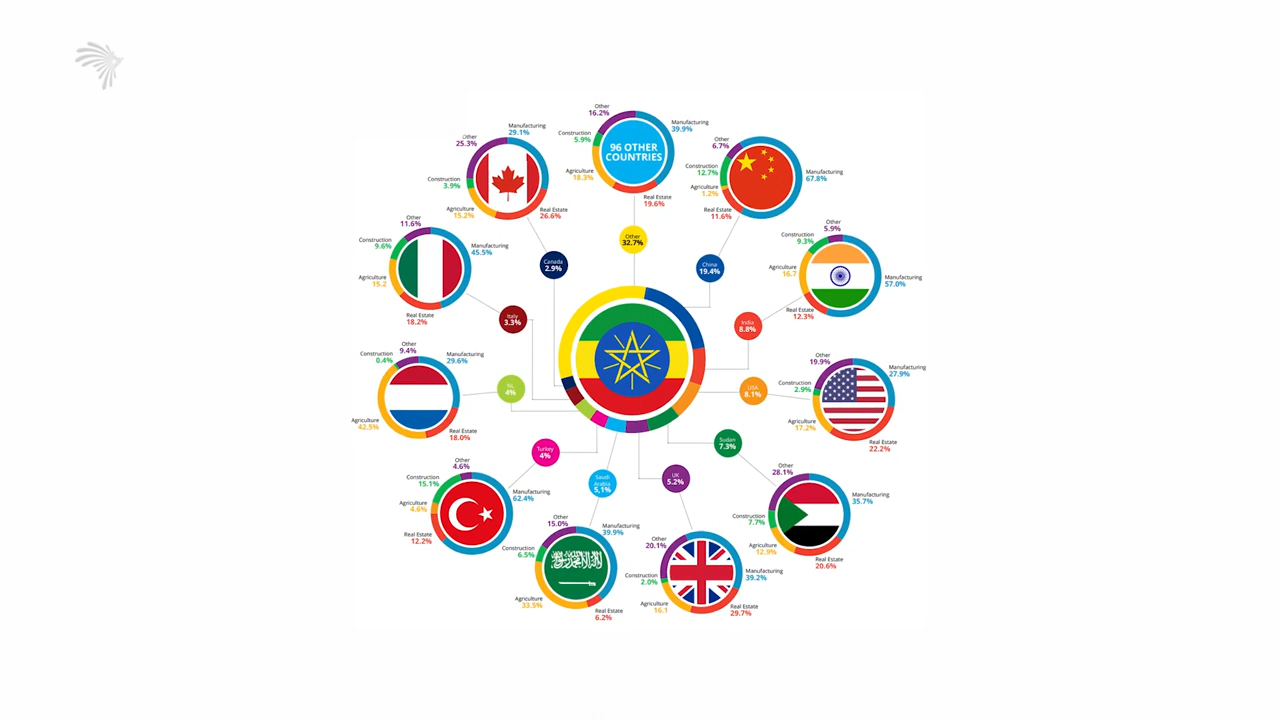 Other
16.2%
Manufacturing
39.9%
Construction
5.9%
96 OTHER
COUNTRIES
Agriculture
18.3%
Real Estate
19.6%
Other
6.7%
Construction
12.7%
Manufacturing
67.8%
Agriculture
1.2%
Real Estate
11.6%
Other
5.9%
Construction
9.3%
Agriculture
16.7
Manufacturing
57.0%
Real Estate
12.3%
Other
19.9%
Manufacturing
27.9%
Construction
2.9%
Agriculture
17.2%
Real Estate
22.2%
Other
28.1%
Manufacturing
35.7%
Construction
7.7%
Agriculture
12.9%
Real Estate
20.6%
Other
20.1%
Construction
2.0%
Manufacturing
39.2%
Agriculture
16.1
Real Estate
29.7%
Other
15.0%
Manufacturing
39.9%
Construction
6.5%
Agriculture
33.5%
Real Estate
6.2%
Other
4.6%
Construction
15.1%
Manufacturing
62.4%
Agriculture
4.6%
Real Estate
12.2%
Other
9.4%
Construction
0.4%
Manufacturing
29.6%
Agriculture
42.5%
Real Estate
18.0%
Other
11.6%
Construction
9.6%
Manufacturing
45.5%
Agriculture
15.2
Real Estate
18.2%
Other
25.3%
Manufacturing
29.1%
Construction
3.9%
Agriculture
15.2%
Real Estate
26.6%
Other
32.7%
China
19.4%
India
8.8%
USA
8.1%
Sudan
7.3%
UK
5.2%
Saudi
Arabia
5,1%
Turkey
4%
NL
4%
Italy
3.3%
Canada
2.9%